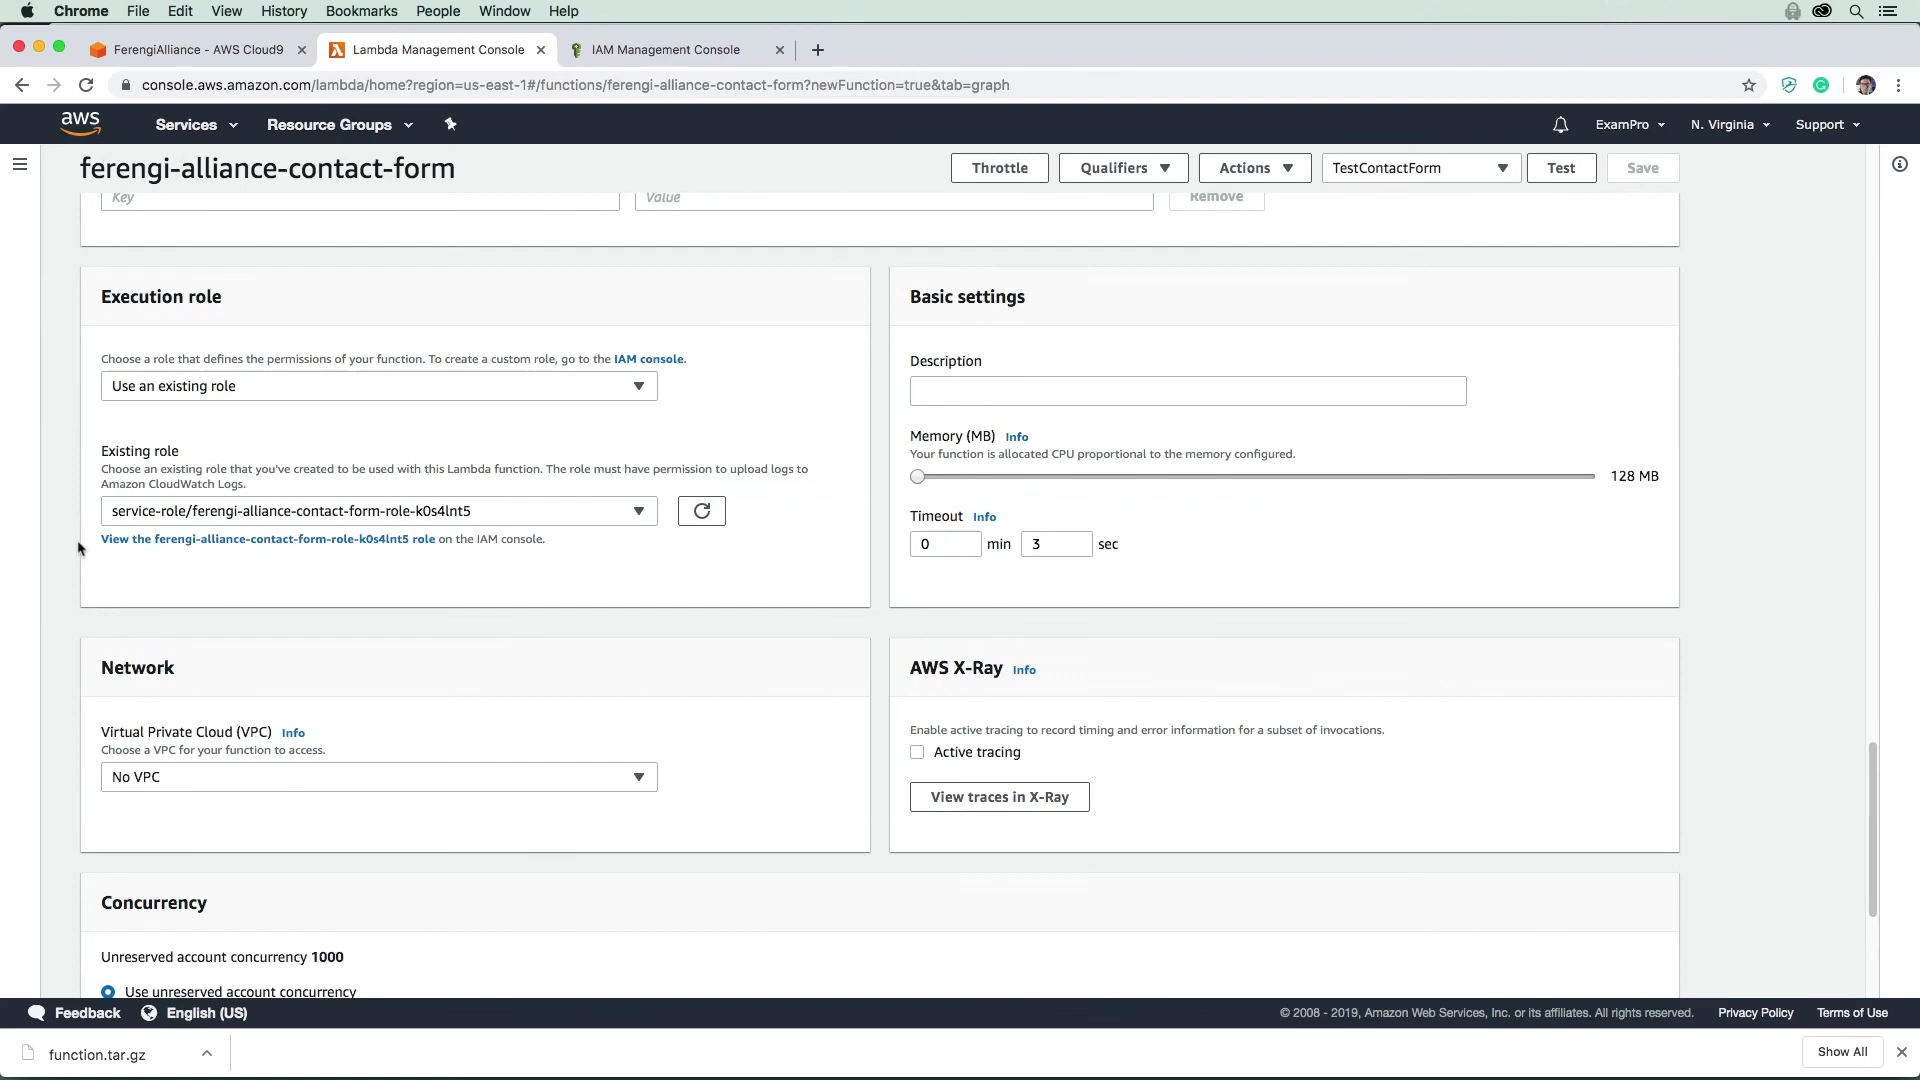 Chrome File Edit View History Bookmarks People Window Help
FerengiAlliance - AWS Cloud9
Lambda Management Console
IAM Management Console
console.aws.amazon.com/lambda/home?region=us-east-1#/functions/ferengi-alliance-contact-form?newFunction=true&tab=graph
aws Services Resource Groups ExamPro N. Virginia Support
ferengi-alliance-contact-form
Throttle Qualifiers Actions TestContactForm Test Save
Key Value Remove
Execution role
Choose a role that defines the permissions of your function. To create a custom role, go to the IAM console.
Use an existing role
Existing role
Choose an existing role that you've created to be used with this Lambda function. The role must have permission to upload logs to
Amazon CloudWatch Logs.
service-role/ferengi-alliance-contact-form-role-k0s4lnt5
View the ferengi-alliance-contact-form-role-k0s4lnt5 role on the IAM console.
Basic settings
Description
Memory (MB) Info
Your function is allocated CPU proportional to the memory configured.
128 MB
Timeout Info
0 min 3 sec
Network
Virtual Private Cloud (VPC) Info
Choose a VPC for your function to access.
No VPC
AWS X-Ray Info
Enable active tracing to record timing and error information for a subset of invocations.
Active tracing
View traces in X-Ray
Concurrency
Unreserved account concurrency 1000
Use unreserved account concurrency
Feedback English (US) © 2008 - 2019, Amazon Web Services, Inc. or its affiliates. All rights reserved. Privacy Policy Terms of Use
function.tar.gz Show All